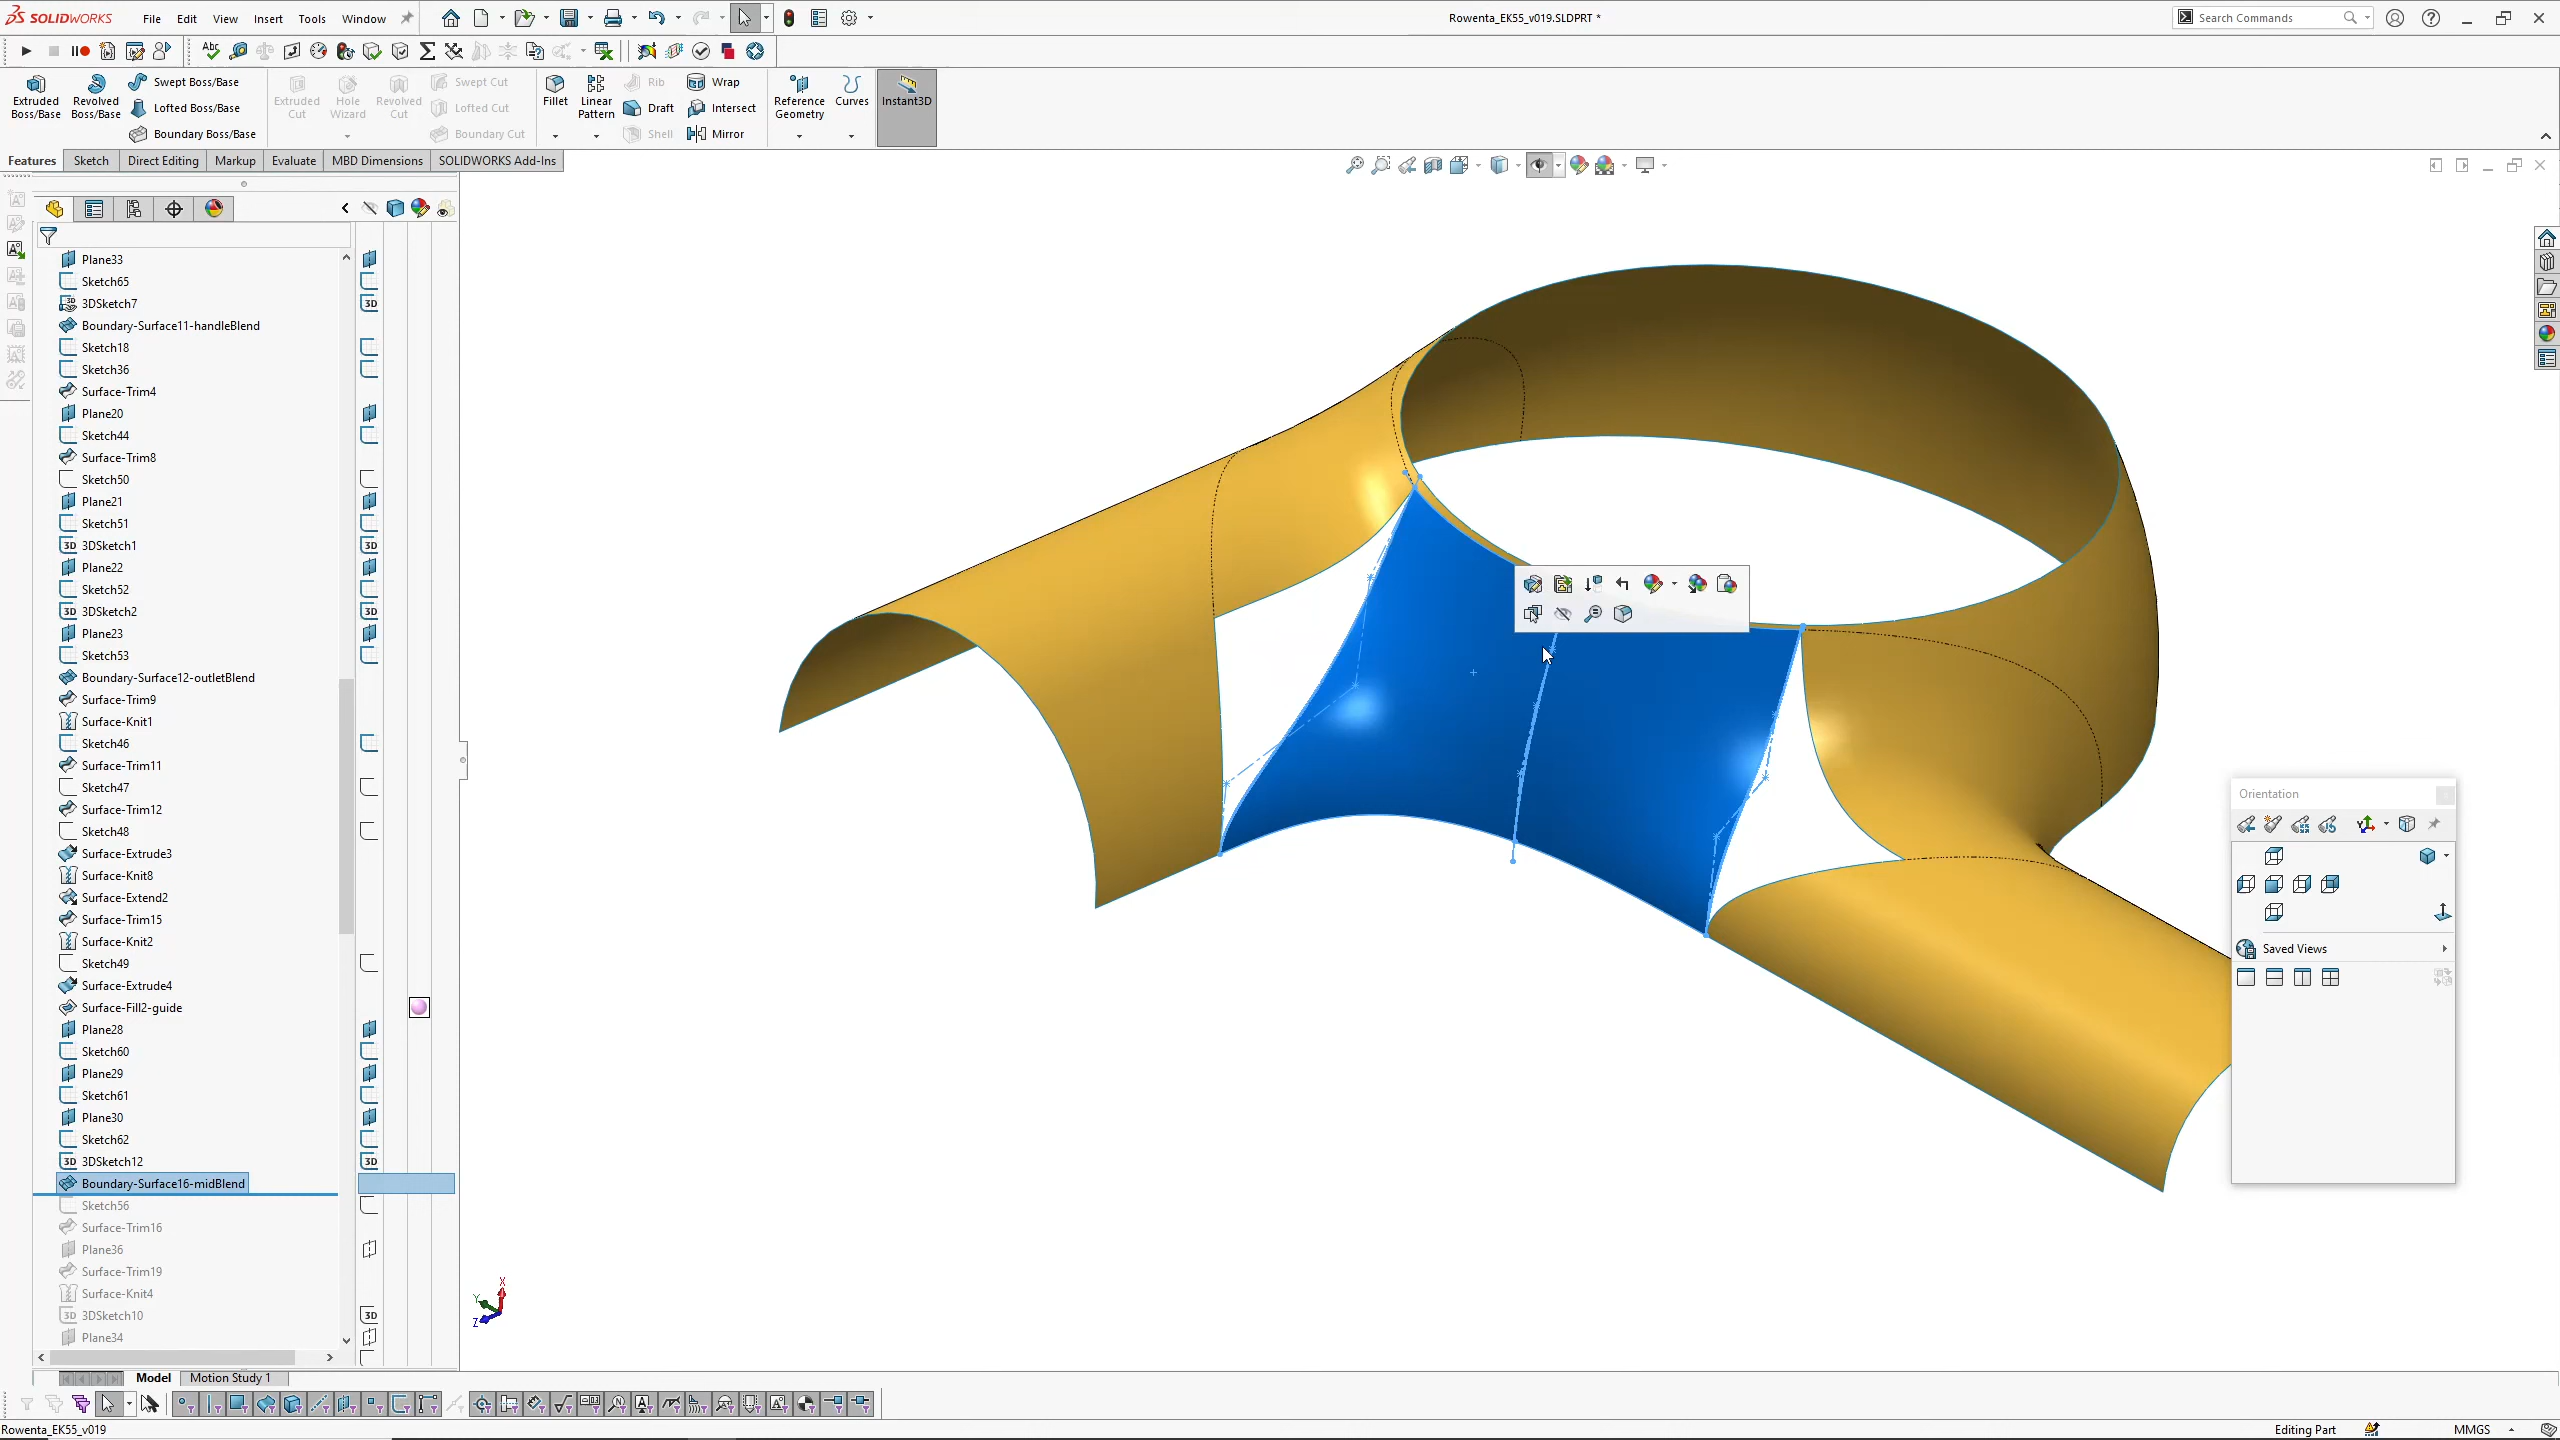 SOLIDWORKS File Edit View Insert Tools Window Rowenta_EK55_v019.SLDPRT * Search Commands
Extruded Boss/Base
Revolved Boss/Base
Swept Boss/Base
Lofted Boss/Base
Boundary Boss/Base
Extruded Cut
Hole Wizard
Revolved Cut
Swept Cut
Lofted Cut
Boundary Cut
Fillet
Linear Pattern
Rib
Draft
Shell
Wrap
Intersect
Mirror
Reference Geometry
Curves
Instant3D
Features Sketch Direct Editing Markup Evaluate MBD Dimensions SOLIDWORKS Add-Ins
Plane33
Sketch65
3DSketch7
Boundary-Surface11-handleBlend
Sketch18
Sketch36
Surface-Trim4
Plane20
Sketch44
Surface-Trim8
Sketch50
Plane21
Sketch51
3DSketch1
Plane22
Sketch52
3DSketch2
Plane23
Sketch53
Boundary-Surface12-outletBlend
Surface-Trim9
Surface-Knit1
Sketch46
Surface-Trim11
Sketch47
Surface-Trim12
Sketch48
Surface-Extrude3
Surface-Knit8
Surface-Extend2
Surface-Trim15
Surface-Knit2
Sketch49
Surface-Extrude4
Surface-Fill2-guide
Plane28
Sketch60
Plane29
Sketch61
Plane30
Sketch62
3DSketch12
Boundary-Surface16-midBlend
Sketch56
Surface-Trim16
Plane36
Surface-Trim19
Surface-Knit4
3DSketch10
Plane34
Orientation
Saved Views
X
Y
Z
Model Motion Study 1
Rowenta_EK55_v019 Editing Part MMGS